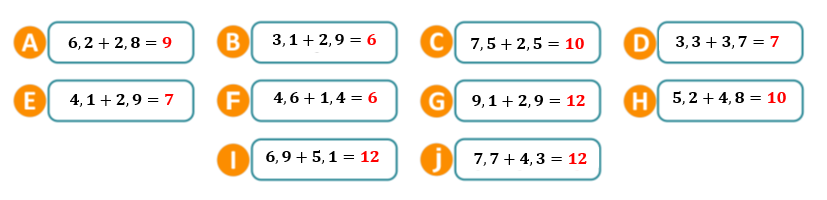 A 6,2 + 2,8 = 9 B 3,1 + 2,9 = 6 C 7,5 + 2,5 = 10 D 3,3 + 3,7 = 7
E 4,1 + 2,9 = 7 F 4,6 + 1,4 = 6 G 9,1 + 2,9 = 12 H 5,2 + 4,8 = 10
I 6,9 + 5,1 = 12 j 7,7 + 4,3 = 12